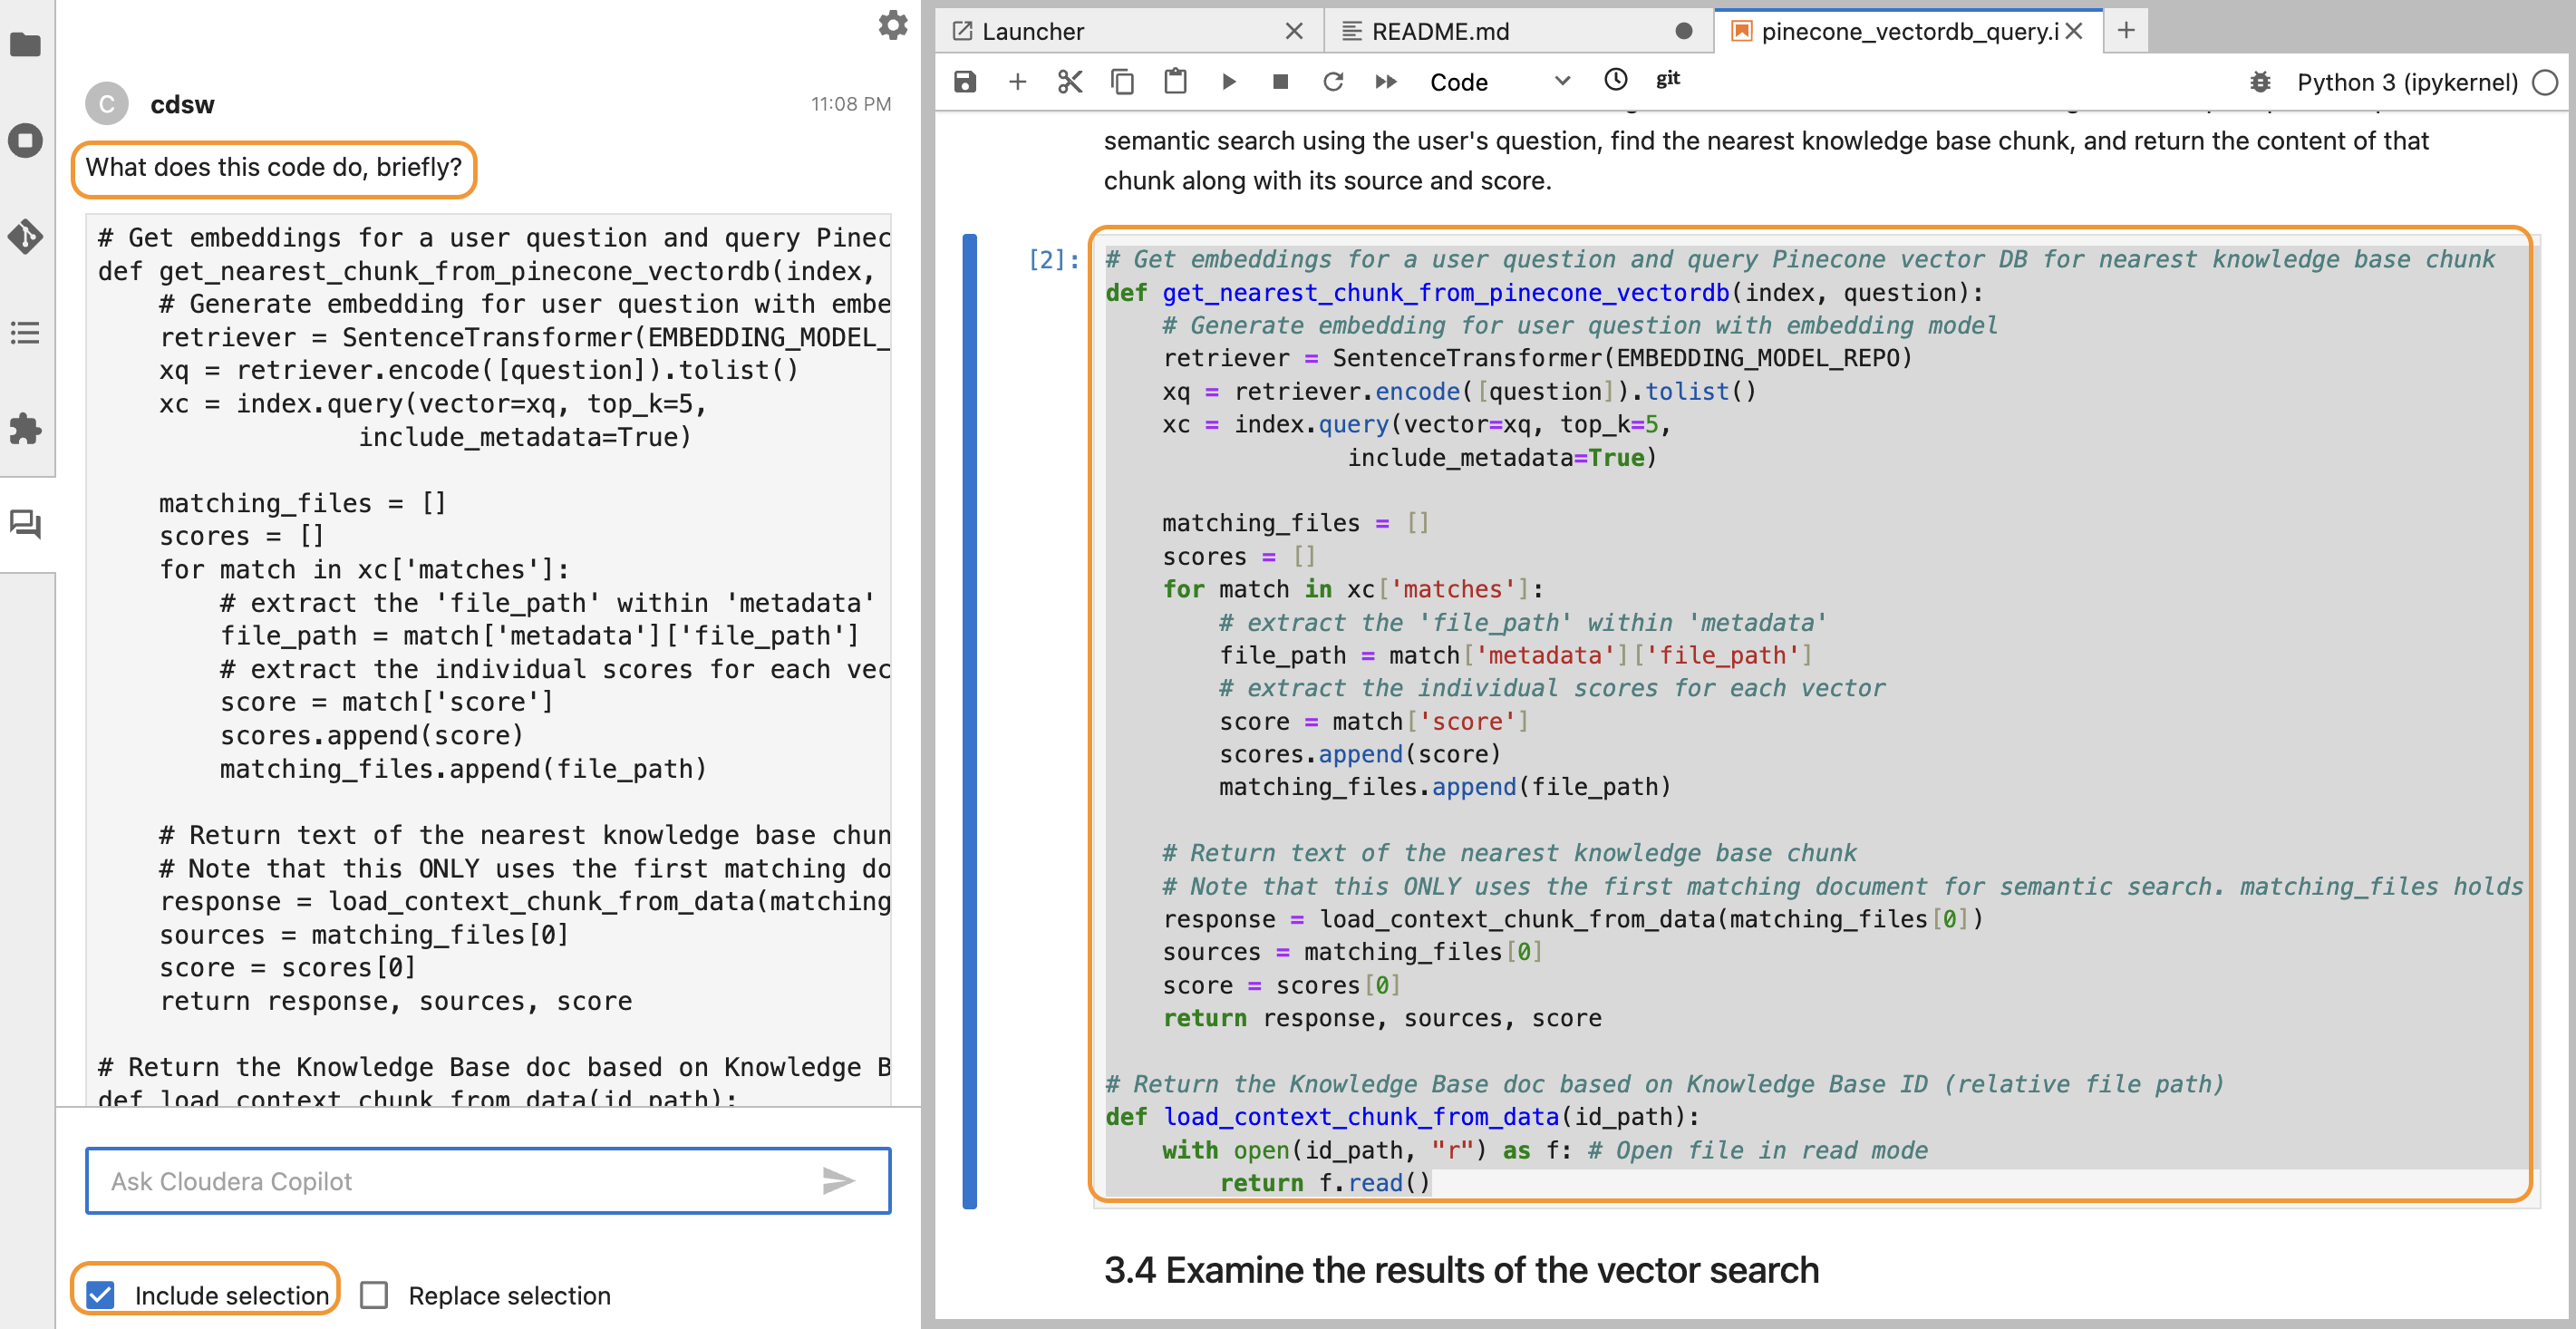 C
cdsw
11:08 PM
What does this code do, briefly?
# Get embeddings for a user question and query Pinec
def get_nearest_chunk_from_pinecone_vectordb(index,
# Generate embedding for user question with embe
retriever = SentenceTransformer(EMBEDDING_MODEL_
xq = retriever.encode([question]).tolist()
xc = index.query(vector=xq, top_k=5,
include_metadata=True)
matching_files = []
scores = []
for match in xc['matches']:
# extract the 'file_path' within 'metadata'
file_path = match['metadata']['file_path']
# extract the individual scores for each vec
score = match['score']
scores.append(score)
matching_files.append(file_path)
# Return text of the nearest knowledge base chun
# Note that this ONLY uses the first matching do
response = load_context_chunk_from_data(matching
sources = matching_files[0]
score = scores[0]
return response, sources, score
# Return the Knowledge Base doc based on Knowledge B
def load_context_chunk_from_data(id_path):
Ask Cloudera Copilot
Include selection
Replace selection
Launcher
README.md
pinecone_vectordb_query.i
Code
git
Python 3 (ipykernel)
semantic search using the user's question, find the nearest knowledge base chunk, and return the content of that
chunk along with its source and score.
[2]:
# Get embeddings for a user question and query Pinecone vector DB for nearest knowledge base chunk
def get_nearest_chunk_from_pinecone_vectordb(index, question):
# Generate embedding for user question with embedding model
retriever = SentenceTransformer(EMBEDDING_MODEL_REPO)
xq = retriever.encode([question]).tolist()
xc = index.query(vector=xq, top_k=5,
include_metadata=True)
matching_files = []
scores = []
for match in xc['matches']:
# extract the 'file_path' within 'metadata'
file_path = match['metadata']['file_path']
# extract the individual scores for each vector
score = match['score']
scores.append(score)
matching_files.append(file_path)
# Return text of the nearest knowledge base chunk
# Note that this ONLY uses the first matching document for semantic search. matching_files holds
response = load_context_chunk_from_data(matching_files[0])
sources = matching_files[0]
score = scores[0]
return response, sources, score
# Return the Knowledge Base doc based on Knowledge Base ID (relative file path)
def load_context_chunk_from_data(id_path):
with open(id_path, "r") as f: # Open file in read mode
return f.read()
3.4 Examine the results of the vector search